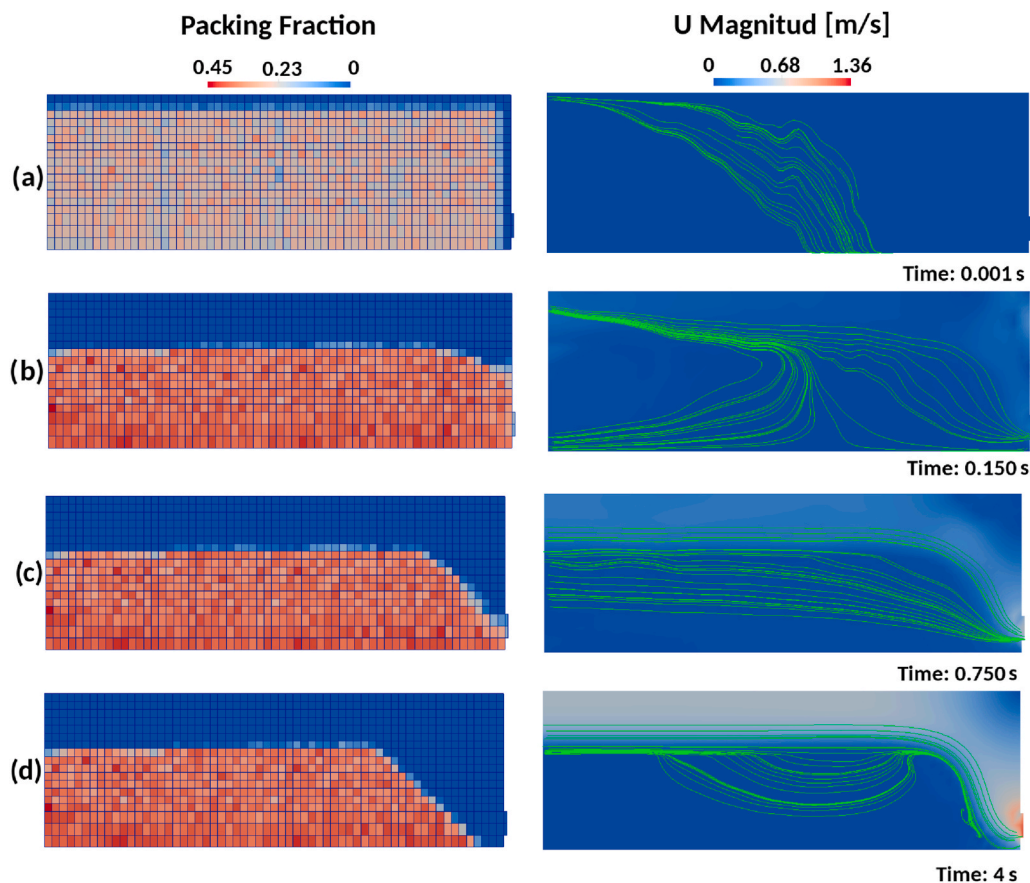 Packing Fraction
U Magnitud [m/s]
0.45 0.23 0
0 0.68 1.36
(a)
Time: 0.001 s
(b)
Time: 0.150 s
(c)
Time: 0.750 s
(d)
Time: 4 s